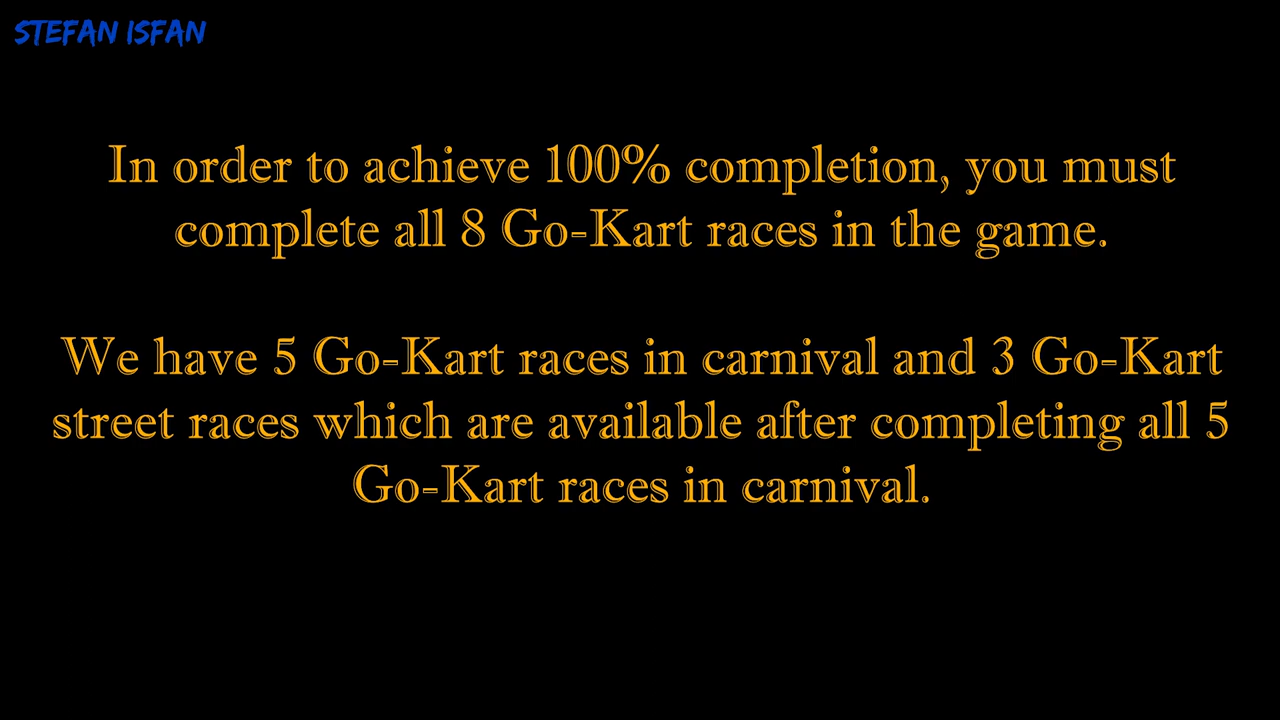 STEFAN ISFAN
In order to achieve 100% completion, you must
complete all 8 Go-Kart races in the game.
We have 5 Go-Kart races in carnival and 3 Go-Kart
street races which are available after completing all 5
Go-Kart races in carnival.